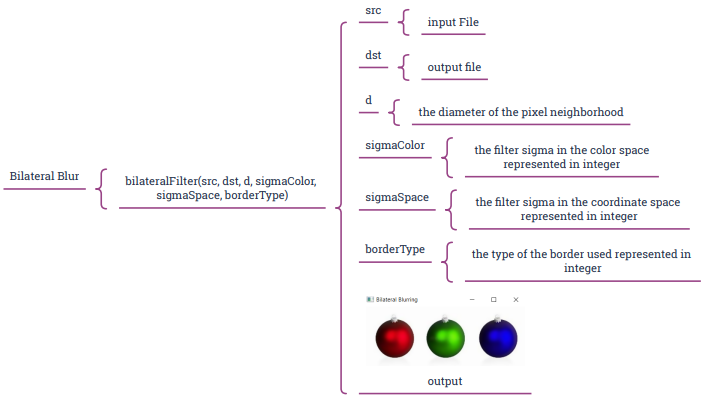 Bilateral Blur
bilateralFilter(src, dst, d, sigmaColor,
sigmaSpace, borderType)
src
input File
dst
output file
d
the diameter of the pixel neighborhood
sigmaColor
the filter sigma in the color space
represented in integer
sigmaSpace
the filter sigma in the coordinate space
represented in integer
borderType
the type of the border used represented in
integer
Bilateral Blurring
output